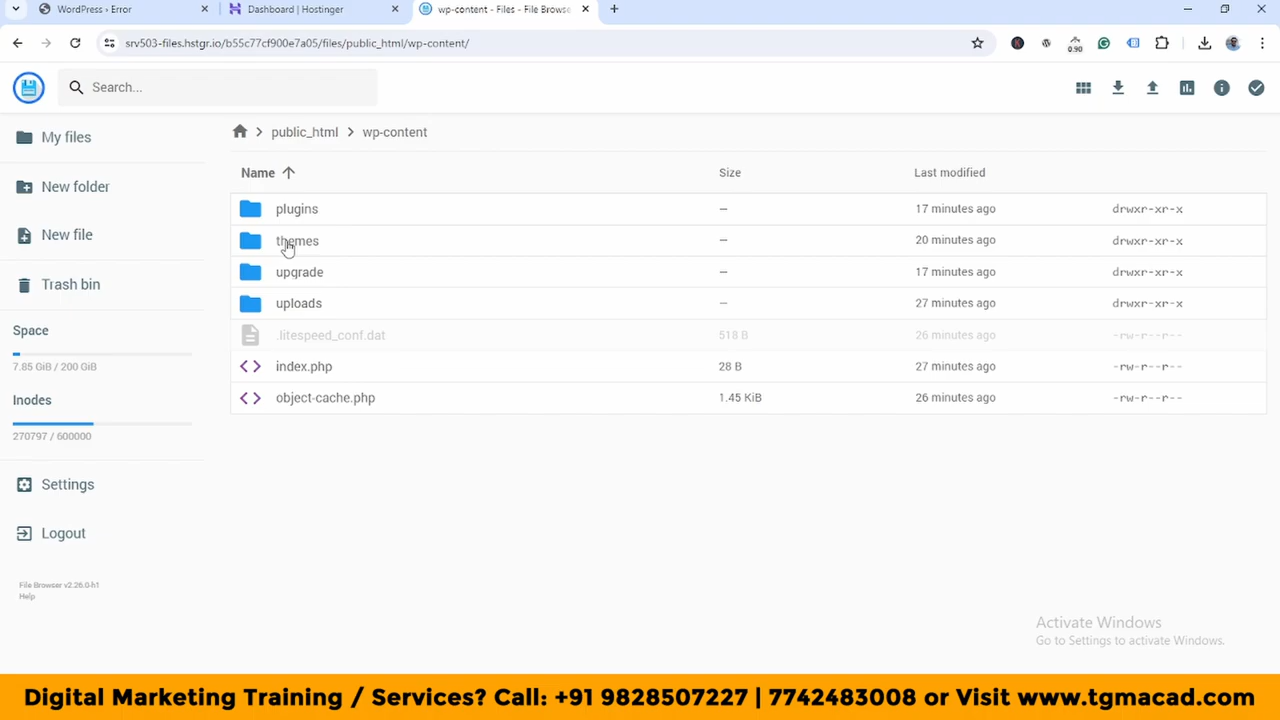 WordPress › Error
Dashboard | Hostinger
wp-content - Files - File Browse
srv503-files.hstgr.io/b55c77cf900e7a05/files/public_html/wp-content/
0.90
Search...
My files
New folder
New file
Trash bin
Space
7.85 GiB / 200 GiB
Inodes
270797 / 600000
Settings
Logout
File Browser v2.26.0-h1
Help
public_html
wp-content
Name Size Last modified
plugins — 17 minutes ago drwxr-xr-x
themes — 20 minutes ago drwxr-xr-x
upgrade — 17 minutes ago drwxr-xr-x
uploads — 27 minutes ago drwxr-xr-x
.litespeed_conf.dat 518 B 26 minutes ago -rw-r--r--
index.php 28 B 27 minutes ago -rw-r--r--
object-cache.php 1.45 KiB 26 minutes ago -rw-r--r--
Activate Windows
Go to Settings to activate Windows.
Digital Marketing Training / Services? Call: +91 9828507227 | 7742483008 or Visit www.tgmacad.com